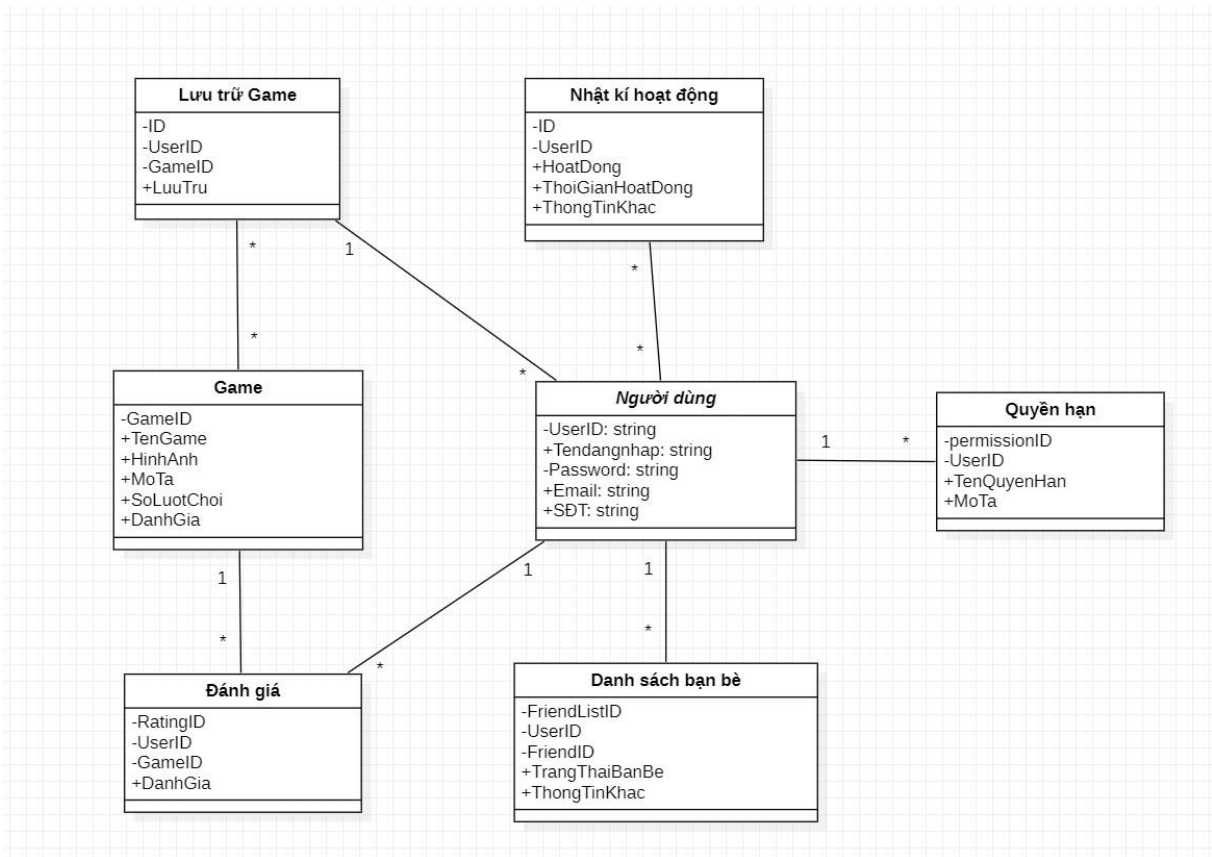 Lưu trữ Game
-ID
-UserID
-GameID
+LuuTru
Nhật kí hoạt động
-ID
-UserID
+HoatDong
+ThoiGianHoatDong
+ThongTinKhac
*
1
*
*
*
*
Game
-GameID
+TenGame
+HinhAnh
+MoTa
+SoLuotChoi
+DanhGia
Người dùng
-UserID: string
+Tendangnhap: string
-Password: string
+Email: string
+SĐT: string
1
*
Quyền hạn
-permissionID
-UserID
+TenQuyenHan
+MoTa
1
*
1
*
1
*
Đánh giá
-RatingID
-UserID
-GameID
+DanhGia
Danh sách bạn bè
-FriendListID
-UserID
-FriendID
+TrangThaiBanBe
+ThongTinKhac